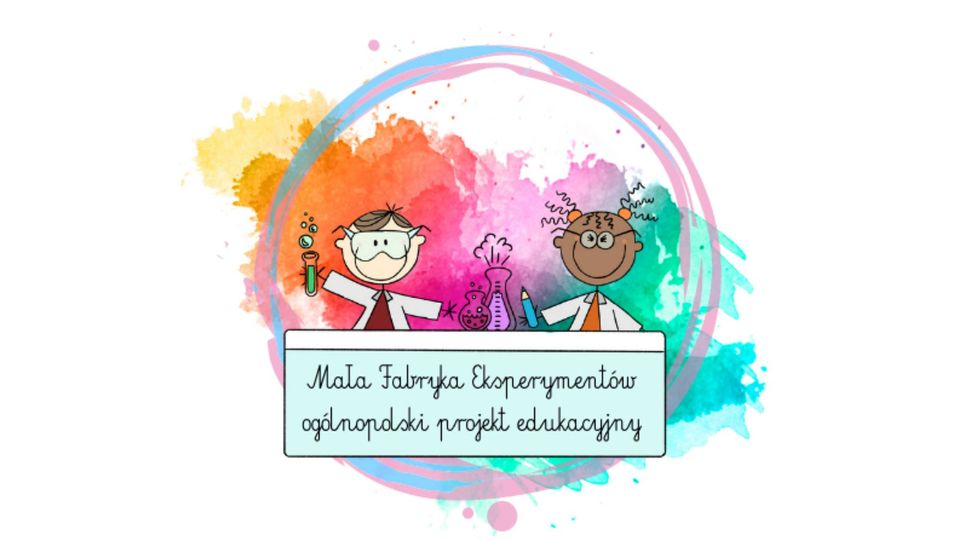 Mała Fabryka Eksperymentów
ogólnopolski projekt edukacyjny